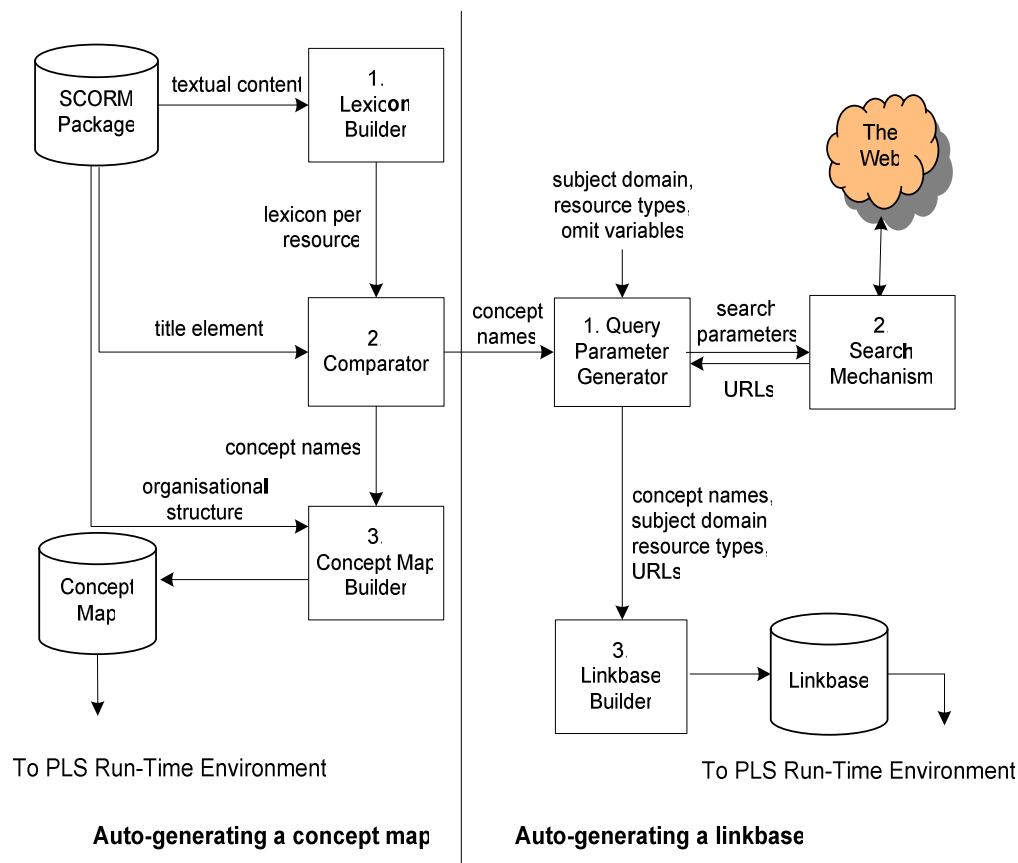 SCORM
Package
textual content
1.
Lexicon
Builder
lexicon per
resource
title element
2.
Comparator
concept names
organisational
structure
3.
Concept Map
Builder
Concept
Map
To PLS Run-Time Environment
Auto-generating a concept map
The
Web
subject domain,
resource types,
omit variables
concept
names
1. Query
Parameter
Generator
search
parameters
URLs
2.
Search
Mechanism
concept names,
subject domain
resource types,
URLs
3.
Linkbase
Builder
Linkbase
To PLS Run-Time Environment
Auto-generating a linkbase